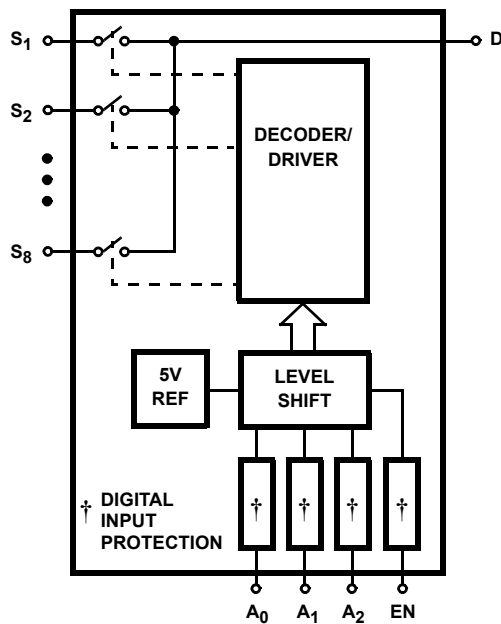 S1
D
S2
DECODER/
DRIVER
S8
5V
REF
LEVEL
SHIFT
† † † †
† DIGITAL
INPUT
PROTECTION
A0 A1 A2 EN